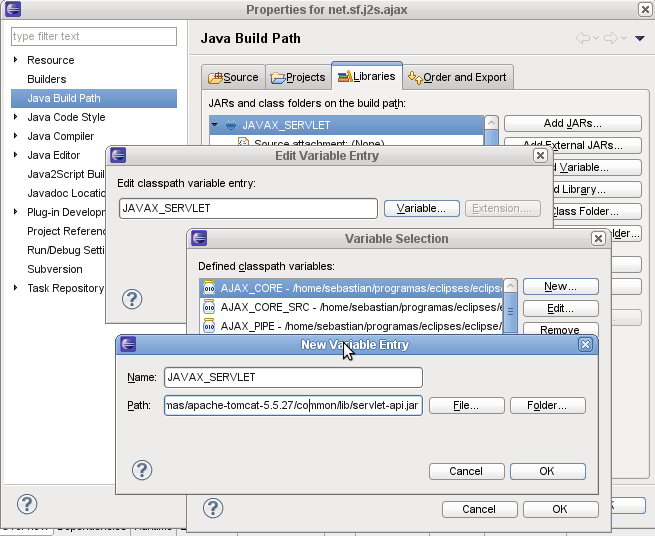 Properties for net.sf.j2s.ajax
type filter text
Resource
Builders
Java Build Path
Java Code Style
Java Compiler
Java Editor
Java2Script Buil
Javadoc Locatio
Plug-in Developm
Project Referenc
Run/Debug Setti
Subversion
Task Repository
Java Build Path
Source
Projects
Libraries
Order and Export
JARs and class folders on the build path:
JAVAX_SERVLET
Source attachment: (None)
Add JARs...
Add External JARs...
d Variable...
d Library...
Class Folder...
older...
Edit Variable Entry
Edit classpath variable entry:
JAVAX_SERVLET
Variable...
Extension....
Variable Selection
Defined classpath variables:
AJAX_CORE - /home/sebastian/programas/eclipses/eclips
AJAX_CORE_SRC - /home/sebastian/programas/eclipses/
AJAX_PIPE - /home/sebastian/programas/eclipses/eclips
New...
Edit...
Remove
New Variable Entry
Name:
JAVAX_SERVLET
Path:
mas/apache-tomcat-5.5.27/common/lib/servlet-api.jar
File...
Folder...
Cancel
OK
Cancel
OK